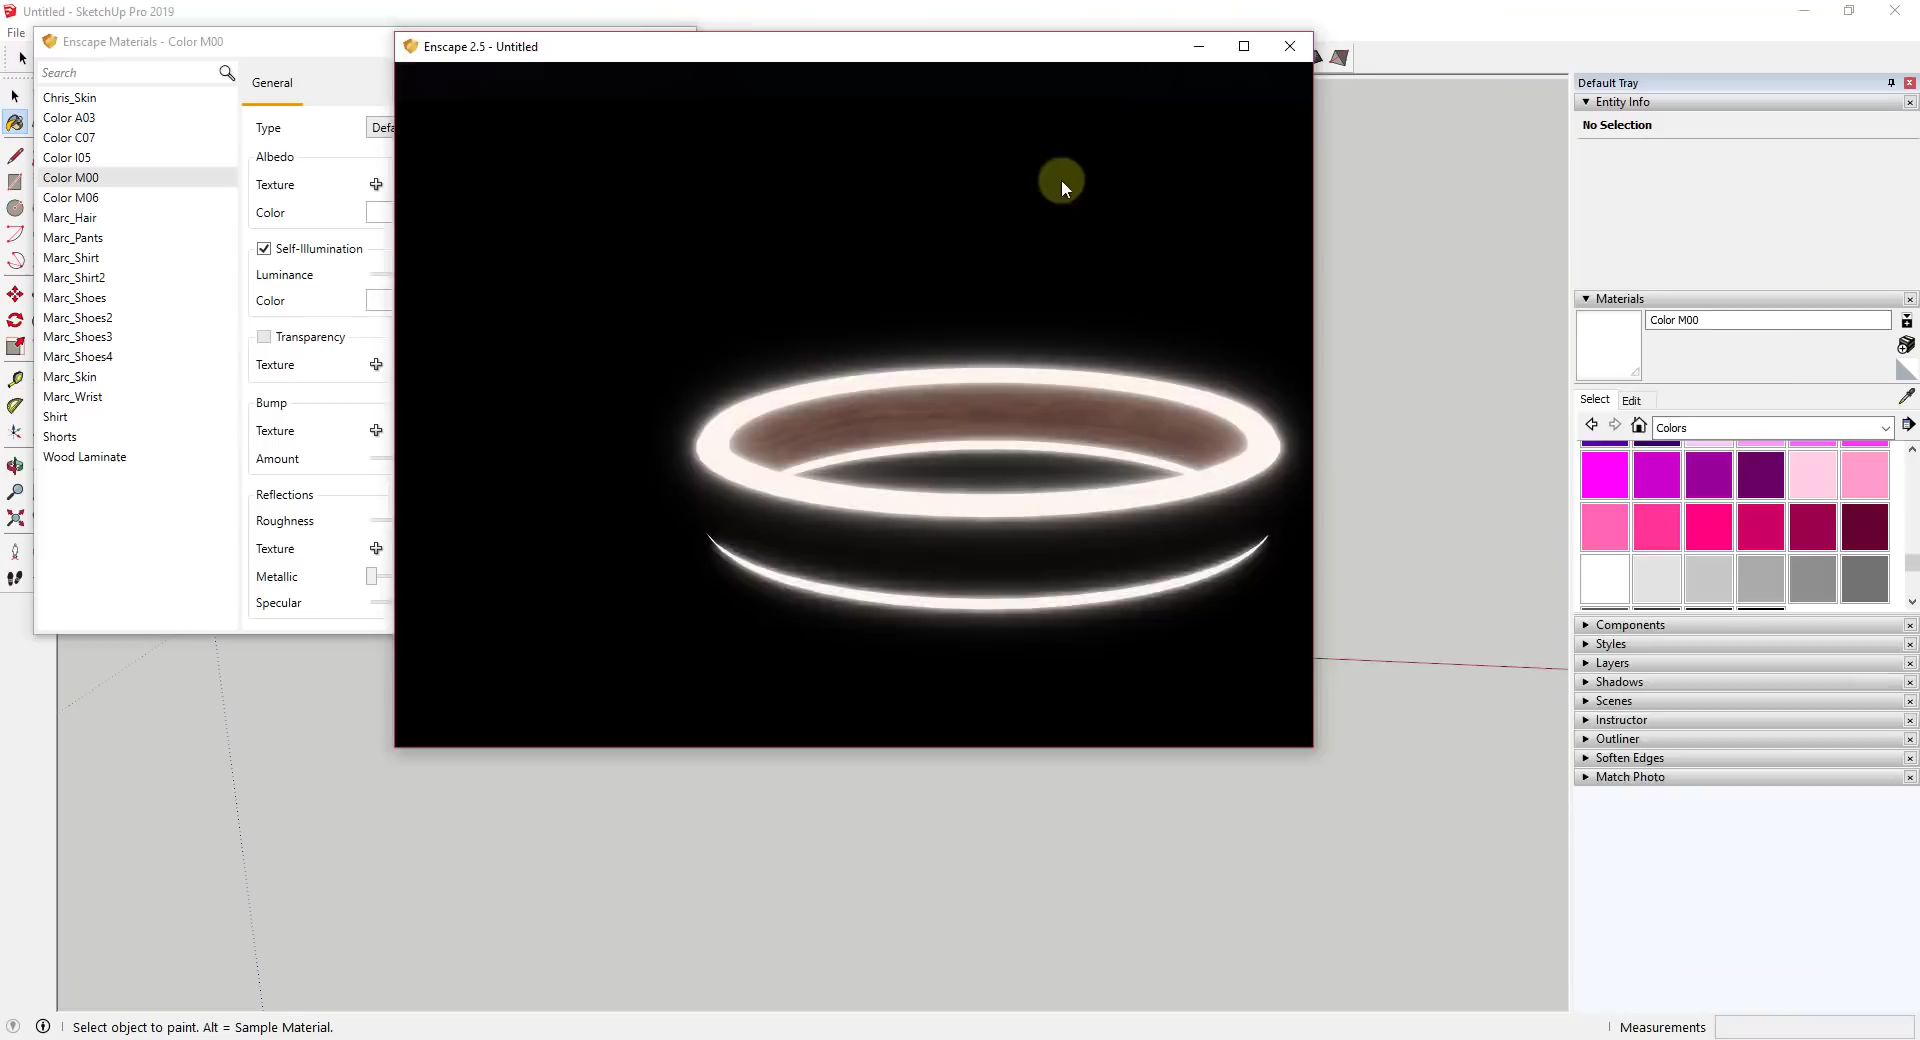 Untitled - SketchUp Pro 2019
File
Enscape Materials - Color M00
Search
Chris_Skin
Color A03
Color C07
Color I05
Color M00
Color M06
Marc_Hair
Marc_Pants
Marc_Shirt
Marc_Shirt2
Marc_Shoes
Marc_Shoes2
Marc_Shoes3
Marc_Shoes4
Marc_Skin
Marc_Wrist
Shirt
Shorts
Wood Laminate
General
Type
Albedo
Texture
Color
Self-Illumination
Luminance
Color
Transparency
Texture
Bump
Texture
Amount
Reflections
Roughness
Texture
Metallic
Specular
Enscape 2.5 - Untitled
Default Tray
Entity Info
No Selection
Materials
Color M00
Select Edit
Colors
Components
Styles
Layers
Shadows
Scenes
Instructor
Outliner
Soften Edges
Match Photo
Select object to paint. Alt = Sample Material.
Measurements